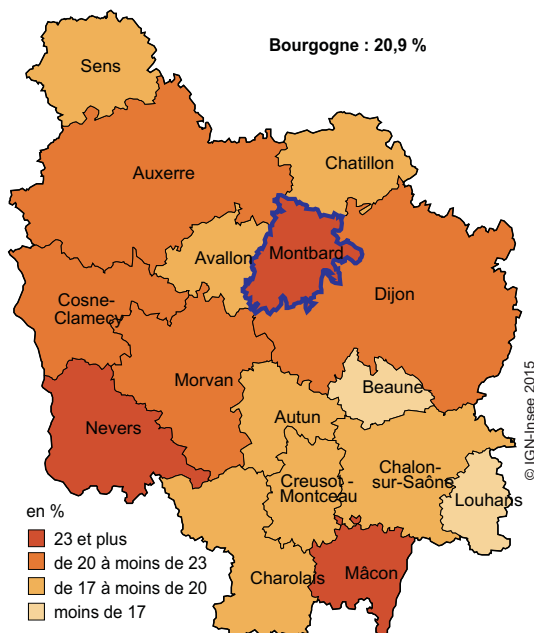 Bourgogne : 20,9 %
Sens
Auxerre
Chatillon
Avallon
Montbard
Dijon
Cosne-
Clamecy
Morvan
Beaune
Nevers
Autun
Creusot -
Montceau
Chalon-
sur-Saône
Louhans
Charolais
Mâcon
© IGN-Insee 2015
en %
23 et plus
de 20 à moins de 23
de 17 à moins de 20
moins de 17